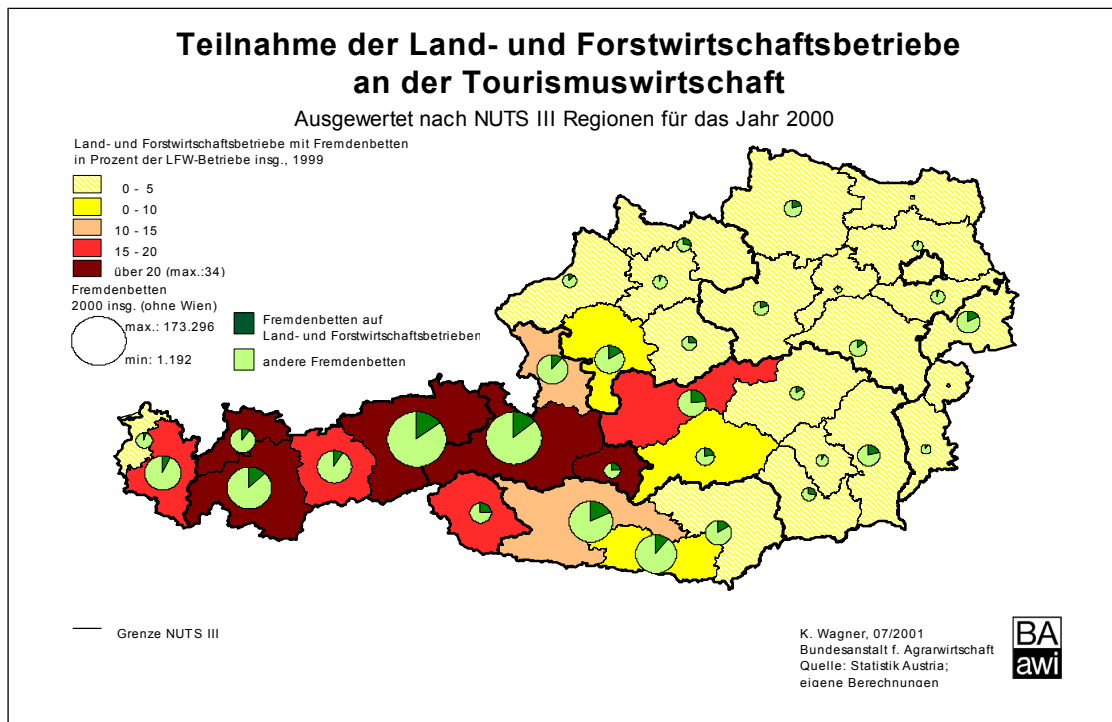 Teilnahme der Land- und Forstwirtschaftsbetriebe
an der Tourismuswirtschaft
Ausgewertet nach NUTS III Regionen für das Jahr 2000
Land- und Forstwirtschaftsbetriebe mit Fremdenbetten
in Prozent der LFW-Betriebe insg., 1999
0 - 5
0 - 10
10 - 15
15 - 20
über 20 (max.:34)
Fremdenbetten
2000 insg. (ohne Wien)
max.: 173.296
min: 1.192
Fremdenbetten auf
Land- und Forstwirtschaftsbetrieben
andere Fremdenbetten
Grenze NUTS III
K. Wagner, 07/2001
Bundesanstalt f. Agrarwirtschaft
Quelle: Statistik Austria;
eigene Berechnungen
BA
awi